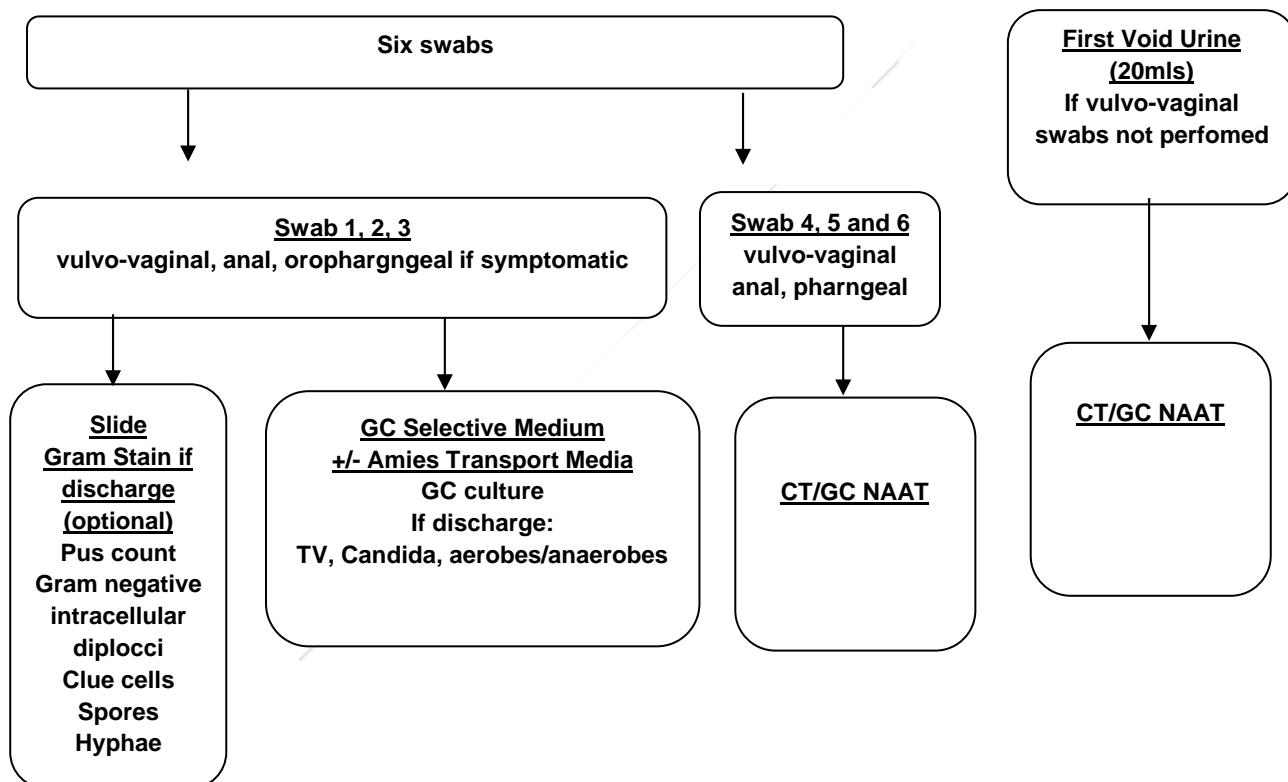 Six swabs
First Void Urine
(20mls)
If vulvo-vaginal
swabs not perfomed
Swab 1, 2, 3
vulvo-vaginal, anal, orophargngeal if symptomatic
Swab 4, 5 and 6
vulvo-vaginal
anal, pharngeal
Slide
Gram Stain if
discharge
(optional)
Pus count
Gram negative
intracellular
diplocci
Clue cells
Spores
Hyphae
GC Selective Medium
+/- Amies Transport Media
GC culture
If discharge:
TV, Candida, aerobes/anaerobes
CT/GC NAAT
CT/GC NAAT